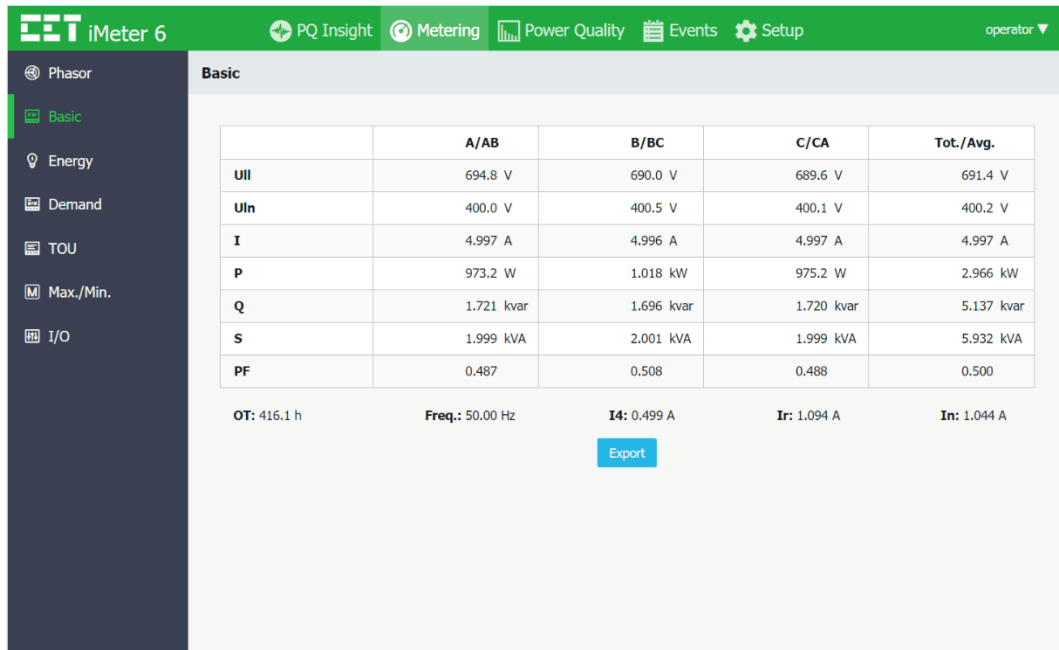 CET iMeter 6 PQ Insight Metering Power Quality Events Setup operator ▼
Phasor
Basic
Energy
Demand
TOU
Max./Min.
I/O
Basic
A/AB B/BC C/CA Tot./Avg.
Ull 694.8 V 690.0 V 689.6 V 691.4 V
Uln 400.0 V 400.5 V 400.1 V 400.2 V
I 4.997 A 4.996 A 4.997 A 4.997 A
P 973.2 W 1.018 kW 975.2 W 2.966 kW
Q 1.721 kvar 1.696 kvar 1.720 kvar 5.137 kvar
S 1.999 kVA 2.001 kVA 1.999 kVA 5.932 kVA
PF 0.487 0.508 0.488 0.500
OT: 416.1 h Freq.: 50.00 Hz I4: 0.499 A Ir: 1.094 A In: 1.044 A
Export